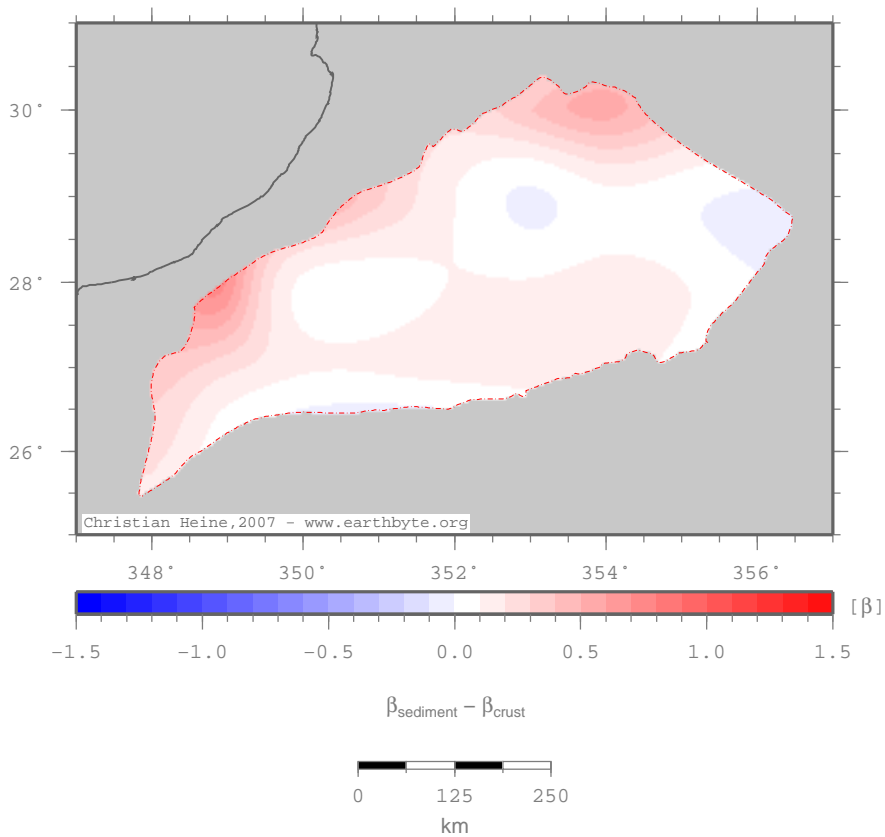 30°
28°
26°
Christian Heine,2007 - www.earthbyte.org
348° 350° 352° 354° 356°
[β]
-1.5 -1.0 -0.5 0.0 0.5 1.0 1.5
βsediment – βcrust
0 125 250
km